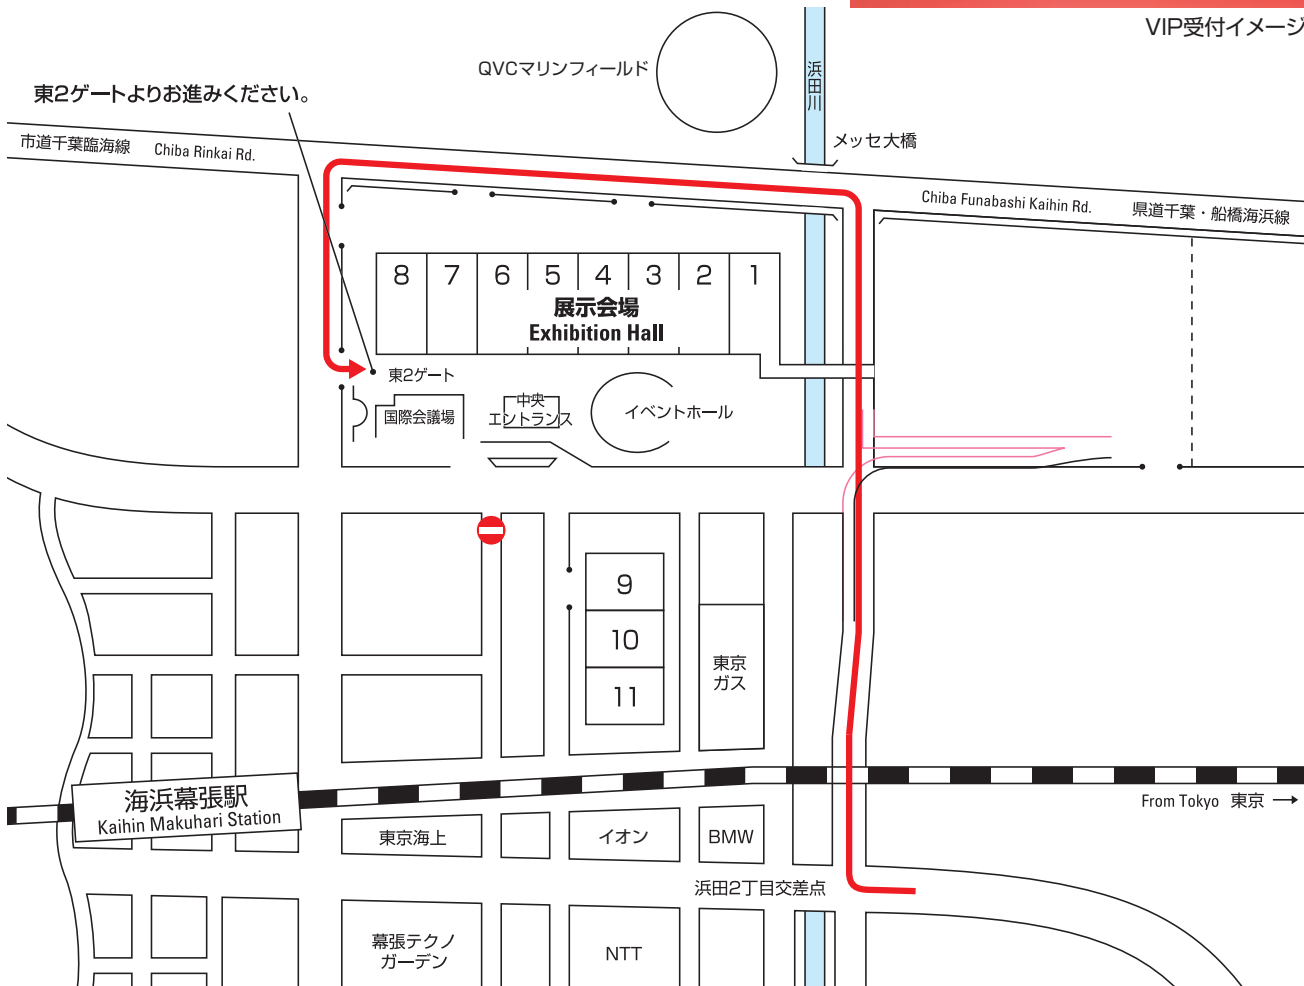 VIP受付イメージ
QVCマリンフィールド
浜田川
東2ゲートよりお進みください。
メッセ大橋
市道千葉臨海線 Chiba Rinkai Rd.
Chiba Funabashi Kaihin Rd. 県道千葉・船橋海浜線
8 7 6 5 4 3 2 1
展示会場
Exhibition Hall
東2ゲート
国際会議場
中央
エントランス
イベントホール
9
10
11
東京
ガス
海浜幕張駅
Kaihin Makuhari Station
From Tokyo 東京
東京海上
イオン
BMW
浜田2丁目交差点
幕張テクノ
ガーデン
NTT